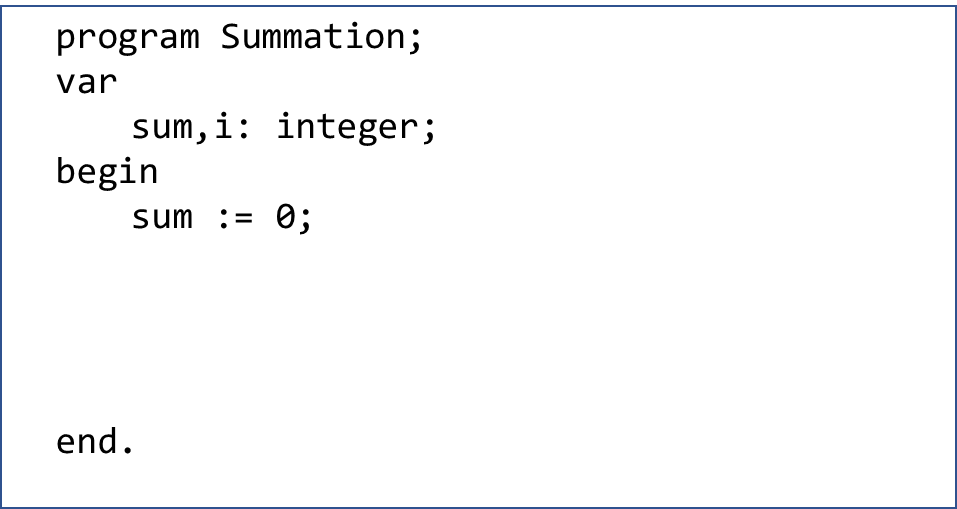 program Summation;
var
    sum,i: integer;
begin
    sum := 0;
end.